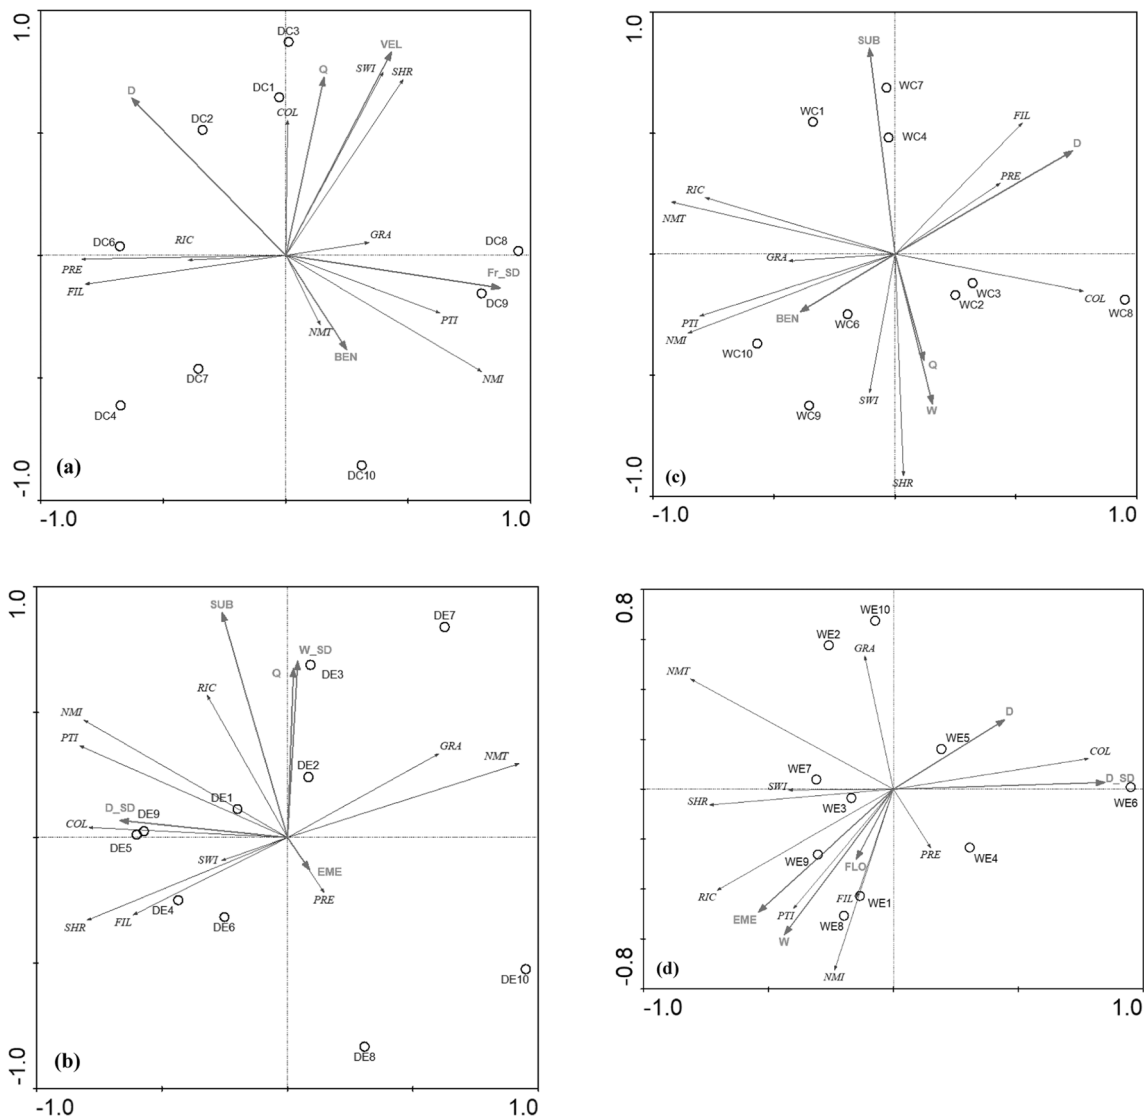 1.0
DC3
VEL
SWI
SHR
Q
D
DC1
COL
DC2
GRA
DC6
RIC
DC8
PRE
Fr_SD
FIL
DC9
PTI
NMT
BEN
DC7
NMI
DC4
(a)
DC10
-1.0
-1.0
1.0
1.0
SUB
WC7
WC1
FIL
WC4
D
PRE
RIC
NMT
GRA
WC3
COL
WC2
WC8
PTI
BEN
WC6
NMI
WC10
Q
SWI
W
WC9
(c)
SHR
-1.0
-1.0
1.0
1.0
SUB
DE7
W_SD
Q
DE3
RIC
NMI
PTI
GRA
NMT
DE2
DE1
D_SD
DE9
COL
DE5
SWI
EME
PRE
DE4
SHR
FIL
DE6
DE10
(b)
DE8
-1.0
-1.0
1.0
0.8
WE10
WE2
GRA
NMT
D
WE5
COL
WE7
D_SD
SWI
SHR
WE3
WE6
WE4
PRE
WE9
FLO
RIC
FIL
WE1
EME
PTI
WE8
W
(d)
NMI
-0.8
-1.0
1.0